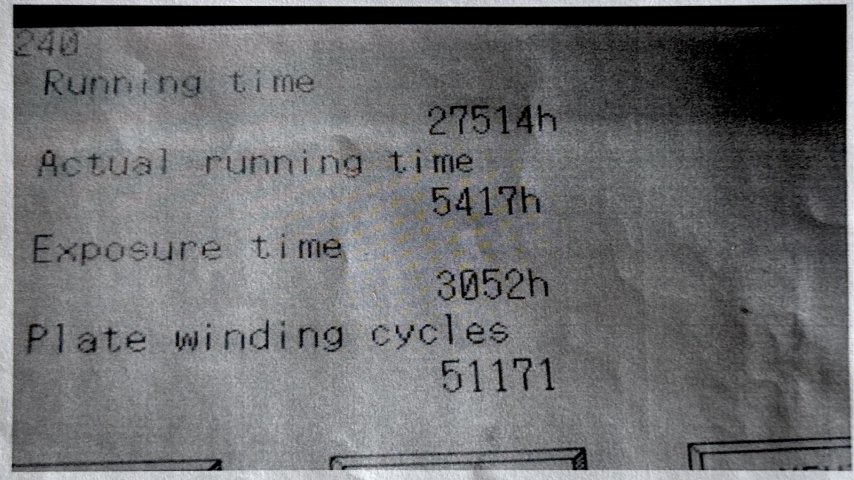 240
Running time
27514h
Actual running time
5417h
Exposure time
3052h
Plate winding cycles
51171